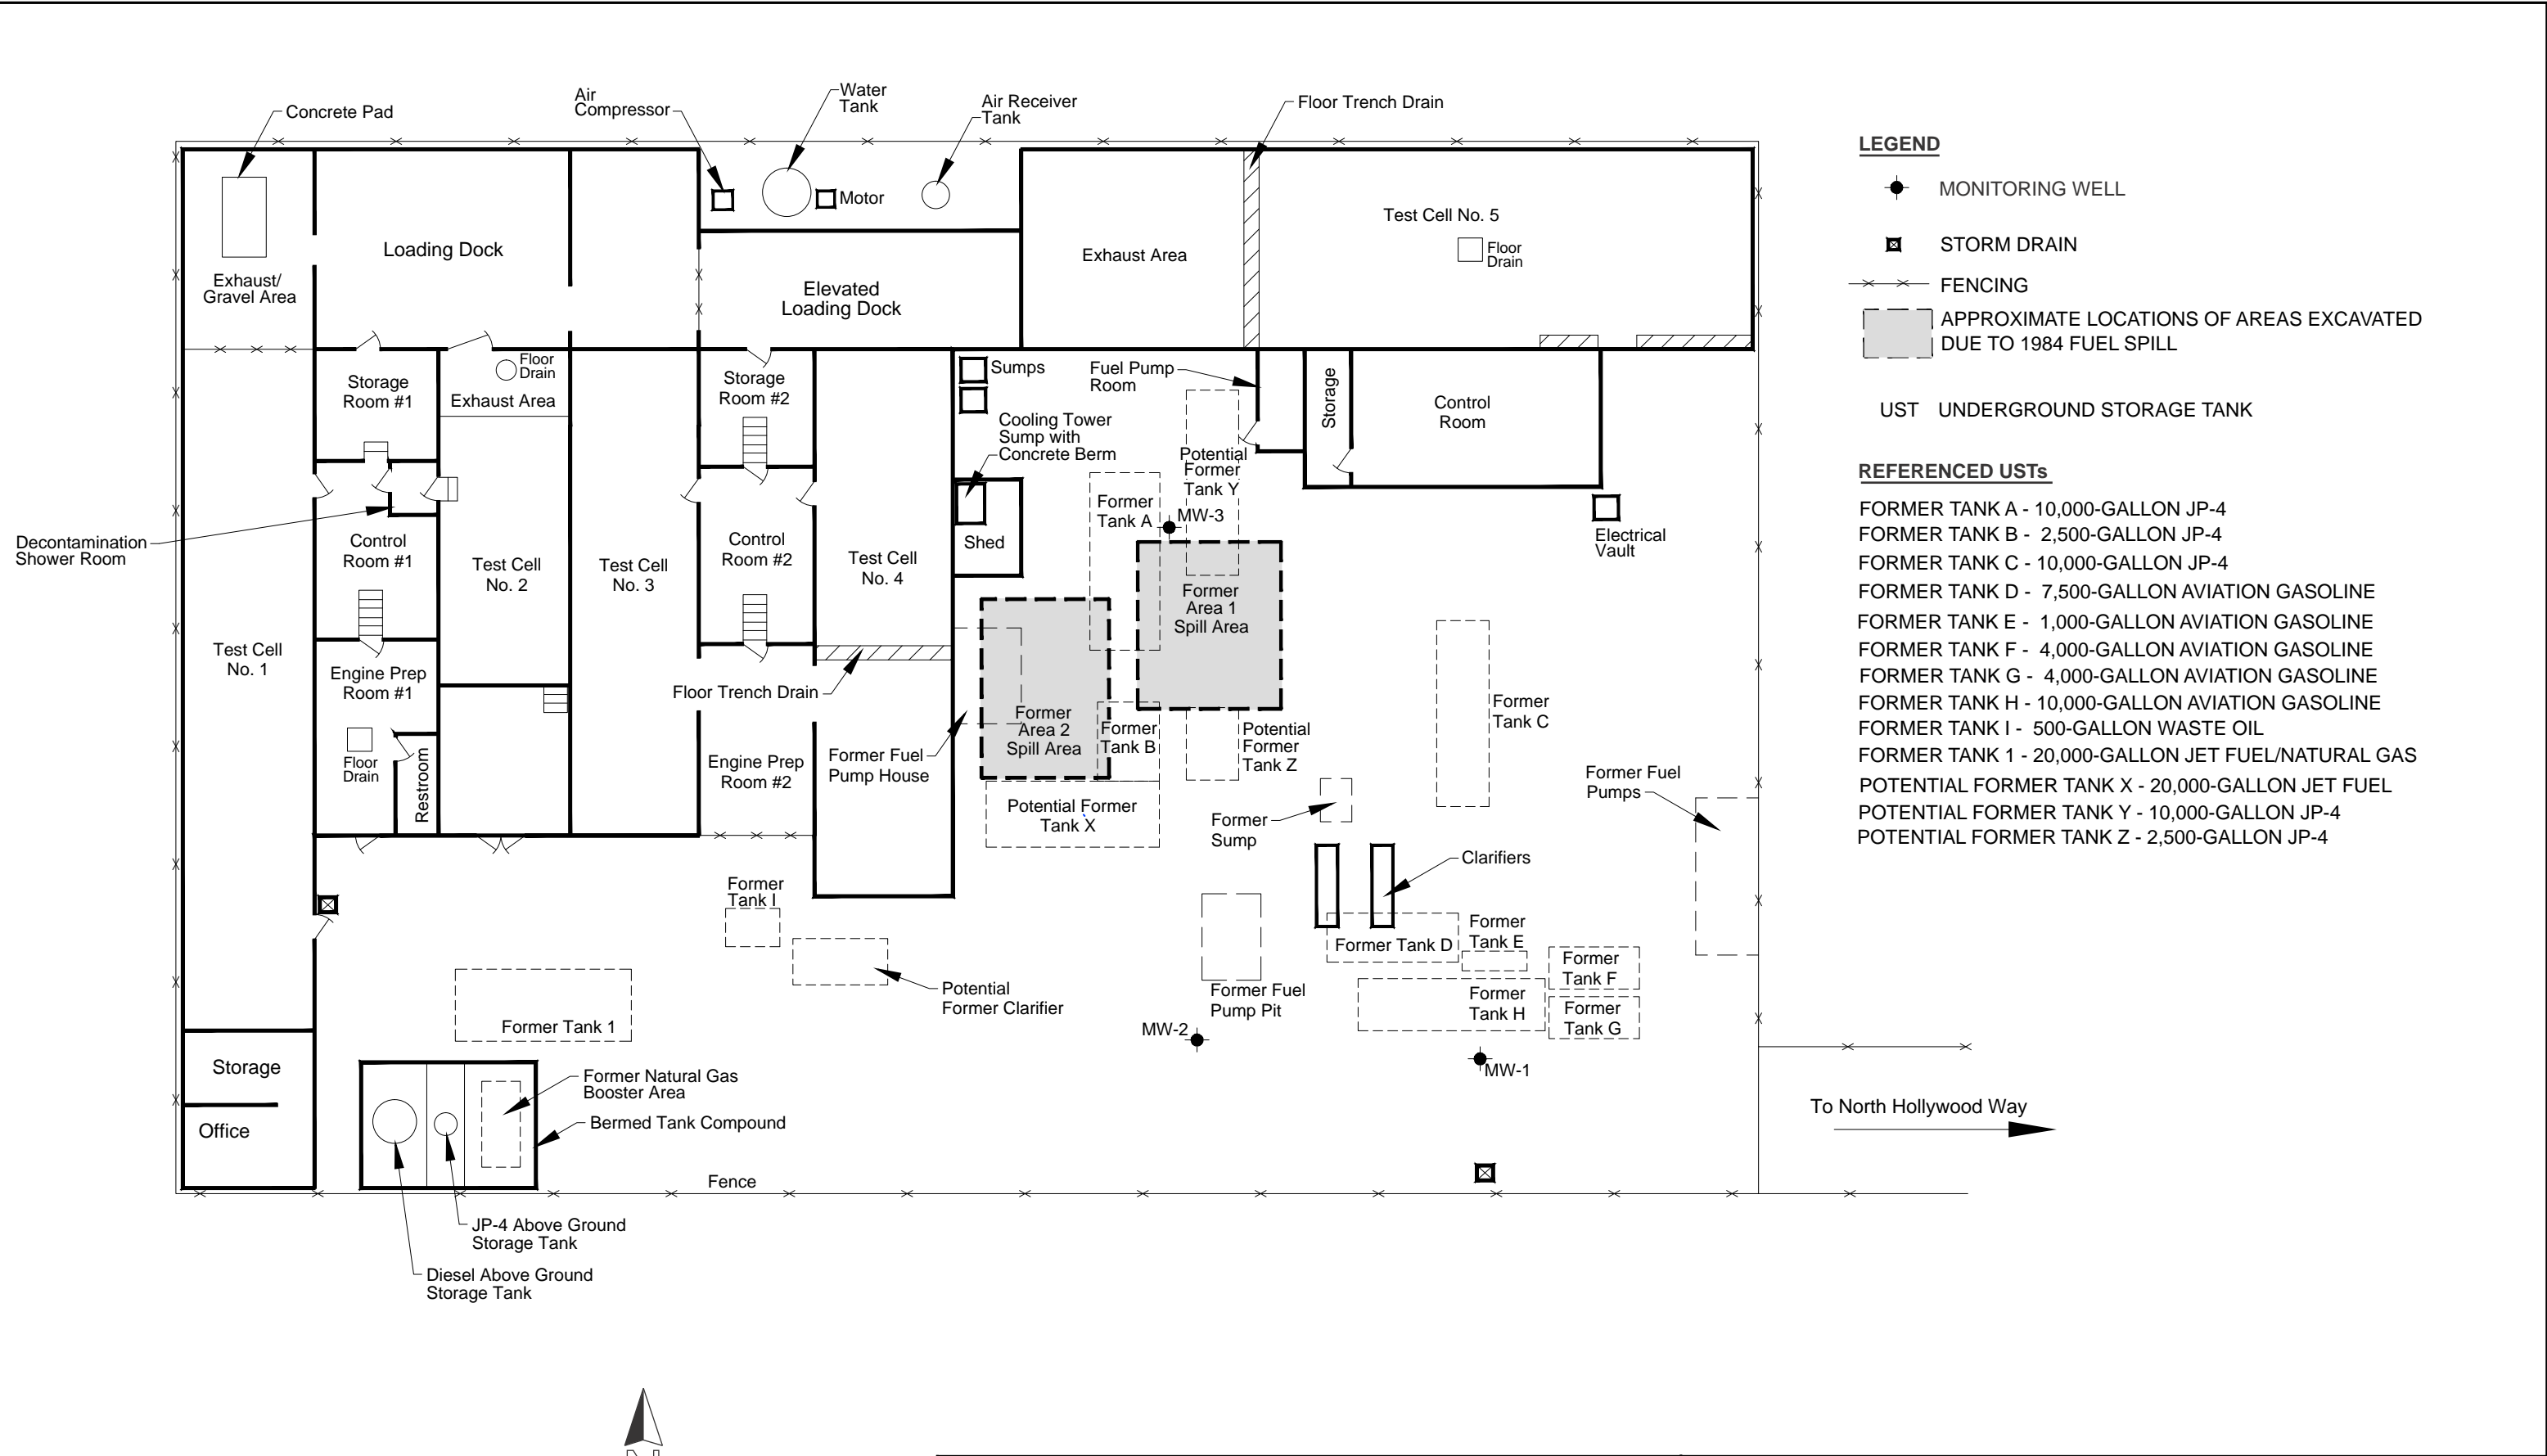 Concrete Pad
Air
Compressor
Water
Tank
Air Receiver
Tank
Floor Trench Drain
Motor
Loading Dock
Exhaust/
Gravel Area
Elevated
Loading Dock
Exhaust Area
Test Cell No. 5
Floor
Drain
Storage
Room #1
Floor
Drain
Exhaust Area
Storage
Room #2
Sumps
Fuel Pump
Room
Storage
Control
Room
Cooling Tower
Sump with
Concrete Berm
Potential
Former
Tank Y
Former
Tank A
MW-3
Decontamination
Shower Room
Control
Room #1
Test Cell
No. 2
Test Cell
No. 3
Control
Room #2
Test Cell
No. 4
Shed
Electrical
Vault
Former
Area 1
Spill Area
Test Cell
No. 1
Engine Prep
Room #1
Floor Trench Drain
Former
Area 2
Spill Area
Former
Tank B
Potential
Former
Tank Z
Former
Tank C
Floor
Drain
Restroom
Engine Prep
Room #2
Former Fuel
Pump House
Potential Former
Tank X
Former
Sump
Former Fuel
Pumps
Clarifiers
Former
Tank I
Former Tank D
Former
Tank E
Former
Tank F
Former
Tank G
Former
Tank H
Potential
Former Clarifier
Former Fuel
Pump Pit
Former Tank 1
MW-2
MW-1
Storage
Office
Former Natural Gas
Booster Area
Bermed Tank Compound
Fence
To North Hollywood Way
JP-4 Above Ground
Storage Tank
Diesel Above Ground
Storage Tank
LEGEND
MONITORING WELL
STORM DRAIN
FENCING
APPROXIMATE LOCATIONS OF AREAS EXCAVATED
DUE TO 1984 FUEL SPILL
UST UNDERGROUND STORAGE TANK
REFERENCED USTs
FORMER TANK A - 10,000-GALLON JP-4
FORMER TANK B - 2,500-GALLON JP-4
FORMER TANK C - 10,000-GALLON JP-4
FORMER TANK D - 7,500-GALLON AVIATION GASOLINE
FORMER TANK E - 1,000-GALLON AVIATION GASOLINE
FORMER TANK F - 4,000-GALLON AVIATION GASOLINE
FORMER TANK G - 4,000-GALLON AVIATION GASOLINE
FORMER TANK H - 10,000-GALLON AVIATION GASOLINE
FORMER TANK I - 500-GALLON WASTE OIL
FORMER TANK 1 - 20,000-GALLON JET FUEL/NATURAL GAS
POTENTIAL FORMER TANK X - 20,000-GALLON JET FUEL
POTENTIAL FORMER TANK Y - 10,000-GALLON JP-4
POTENTIAL FORMER TANK Z - 2,500-GALLON JP-4